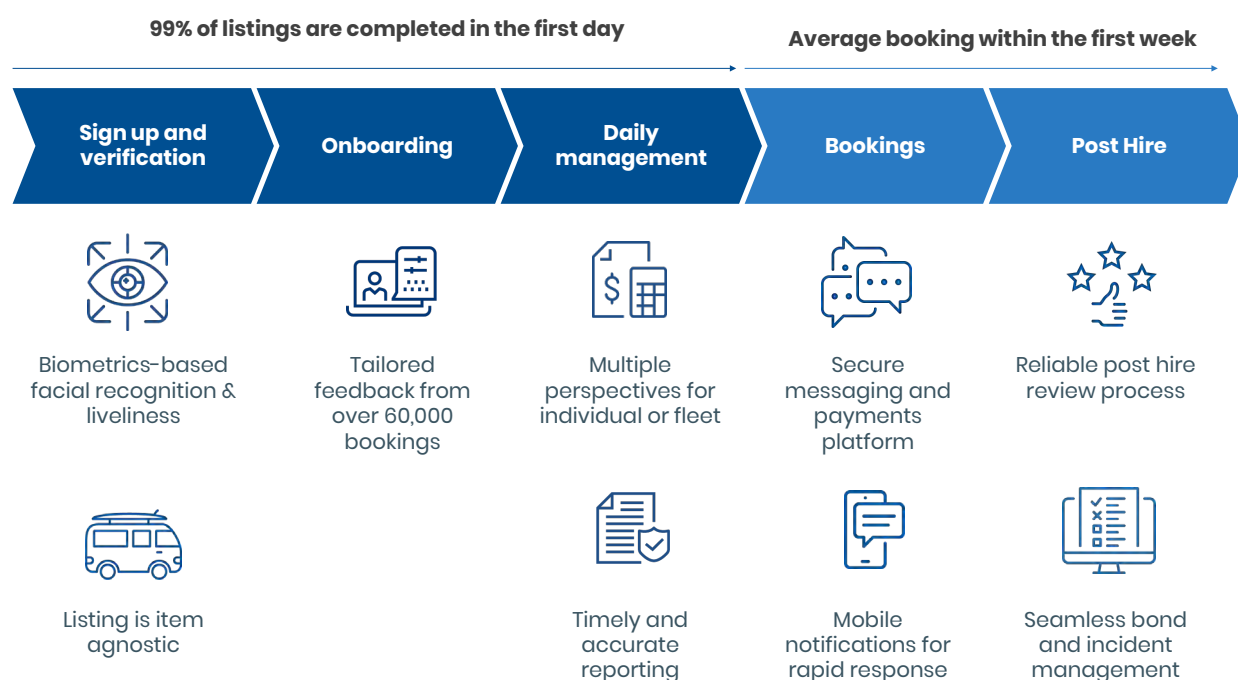 99% of listings are completed in the first day
Average booking within the first week
Sign up and
verification
Onboarding
Daily
management
Bookings
Post Hire
Biometrics-based
facial recognition &
liveliness
Tailored
feedback from
over 60,000
bookings
Multiple
perspectives for
individual or fleet
Secure
messaging and
payments
platform
Reliable post hire
review process
$
Listing is item
agnostic
Timely and
accurate
reporting
Mobile
notifications for
rapid response
Seamless bond
and incident
management